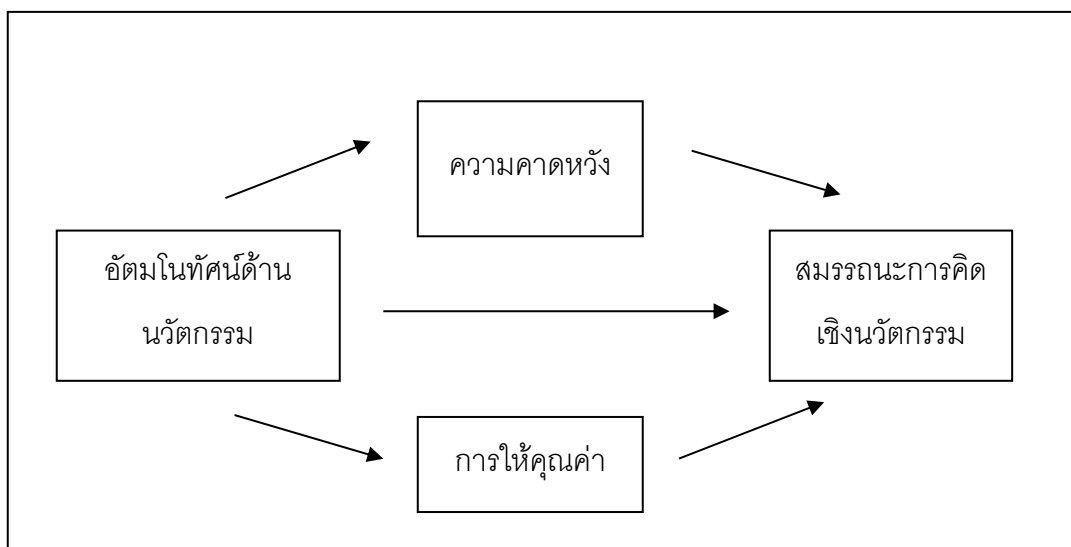 ความคาดหวัง
อัตมโนทัศน์ด้าน
นวัตกรรม
สมรรถนะการคิด
เชิงนวัตกรรม
การให้คุณค่า